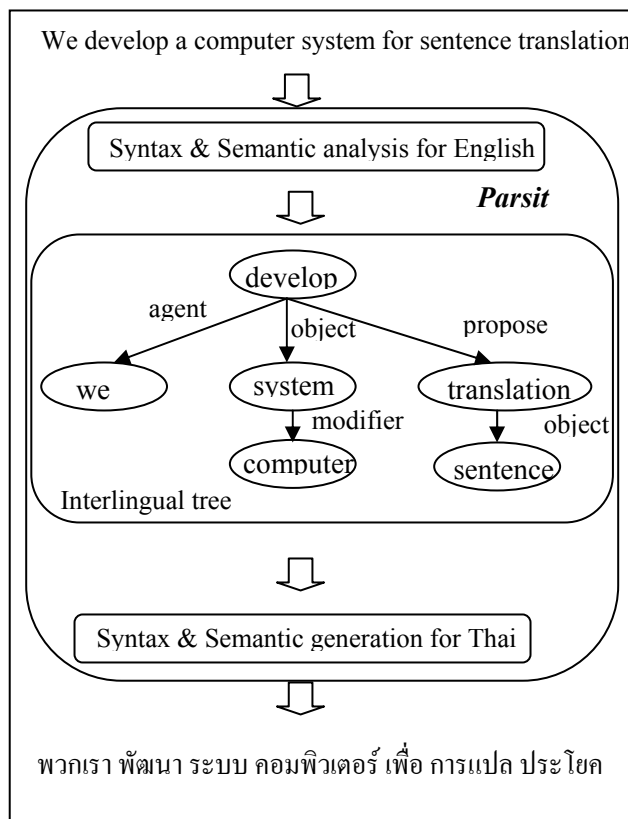 We develop a computer system for sentence translation
Syntax & Semantic analysis for English
Parsit
develop
agent
object
propose
we
system
translation
modifier
object
computer
sentence
Interlingual tree
Syntax & Semantic generation for Thai
พวกเรา พัฒนา ระบบ คอมพิวเตอร์ เพื่อ การแปล ประโยค